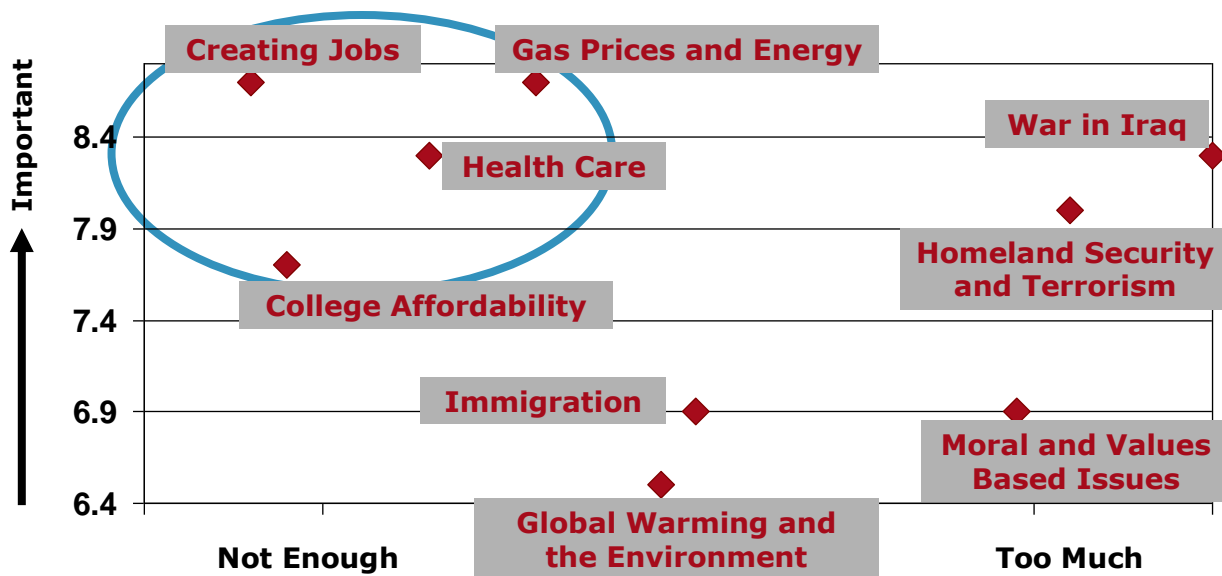 Creating Jobs
Gas Prices and Energy
War in Iraq
Health Care
Homeland Security
and Terrorism
College Affordability
Immigration
Moral and Values
Based Issues
Global Warming and
the Environment
Important
8.4
7.9
7.4
6.9
6.4
Not Enough
Too Much